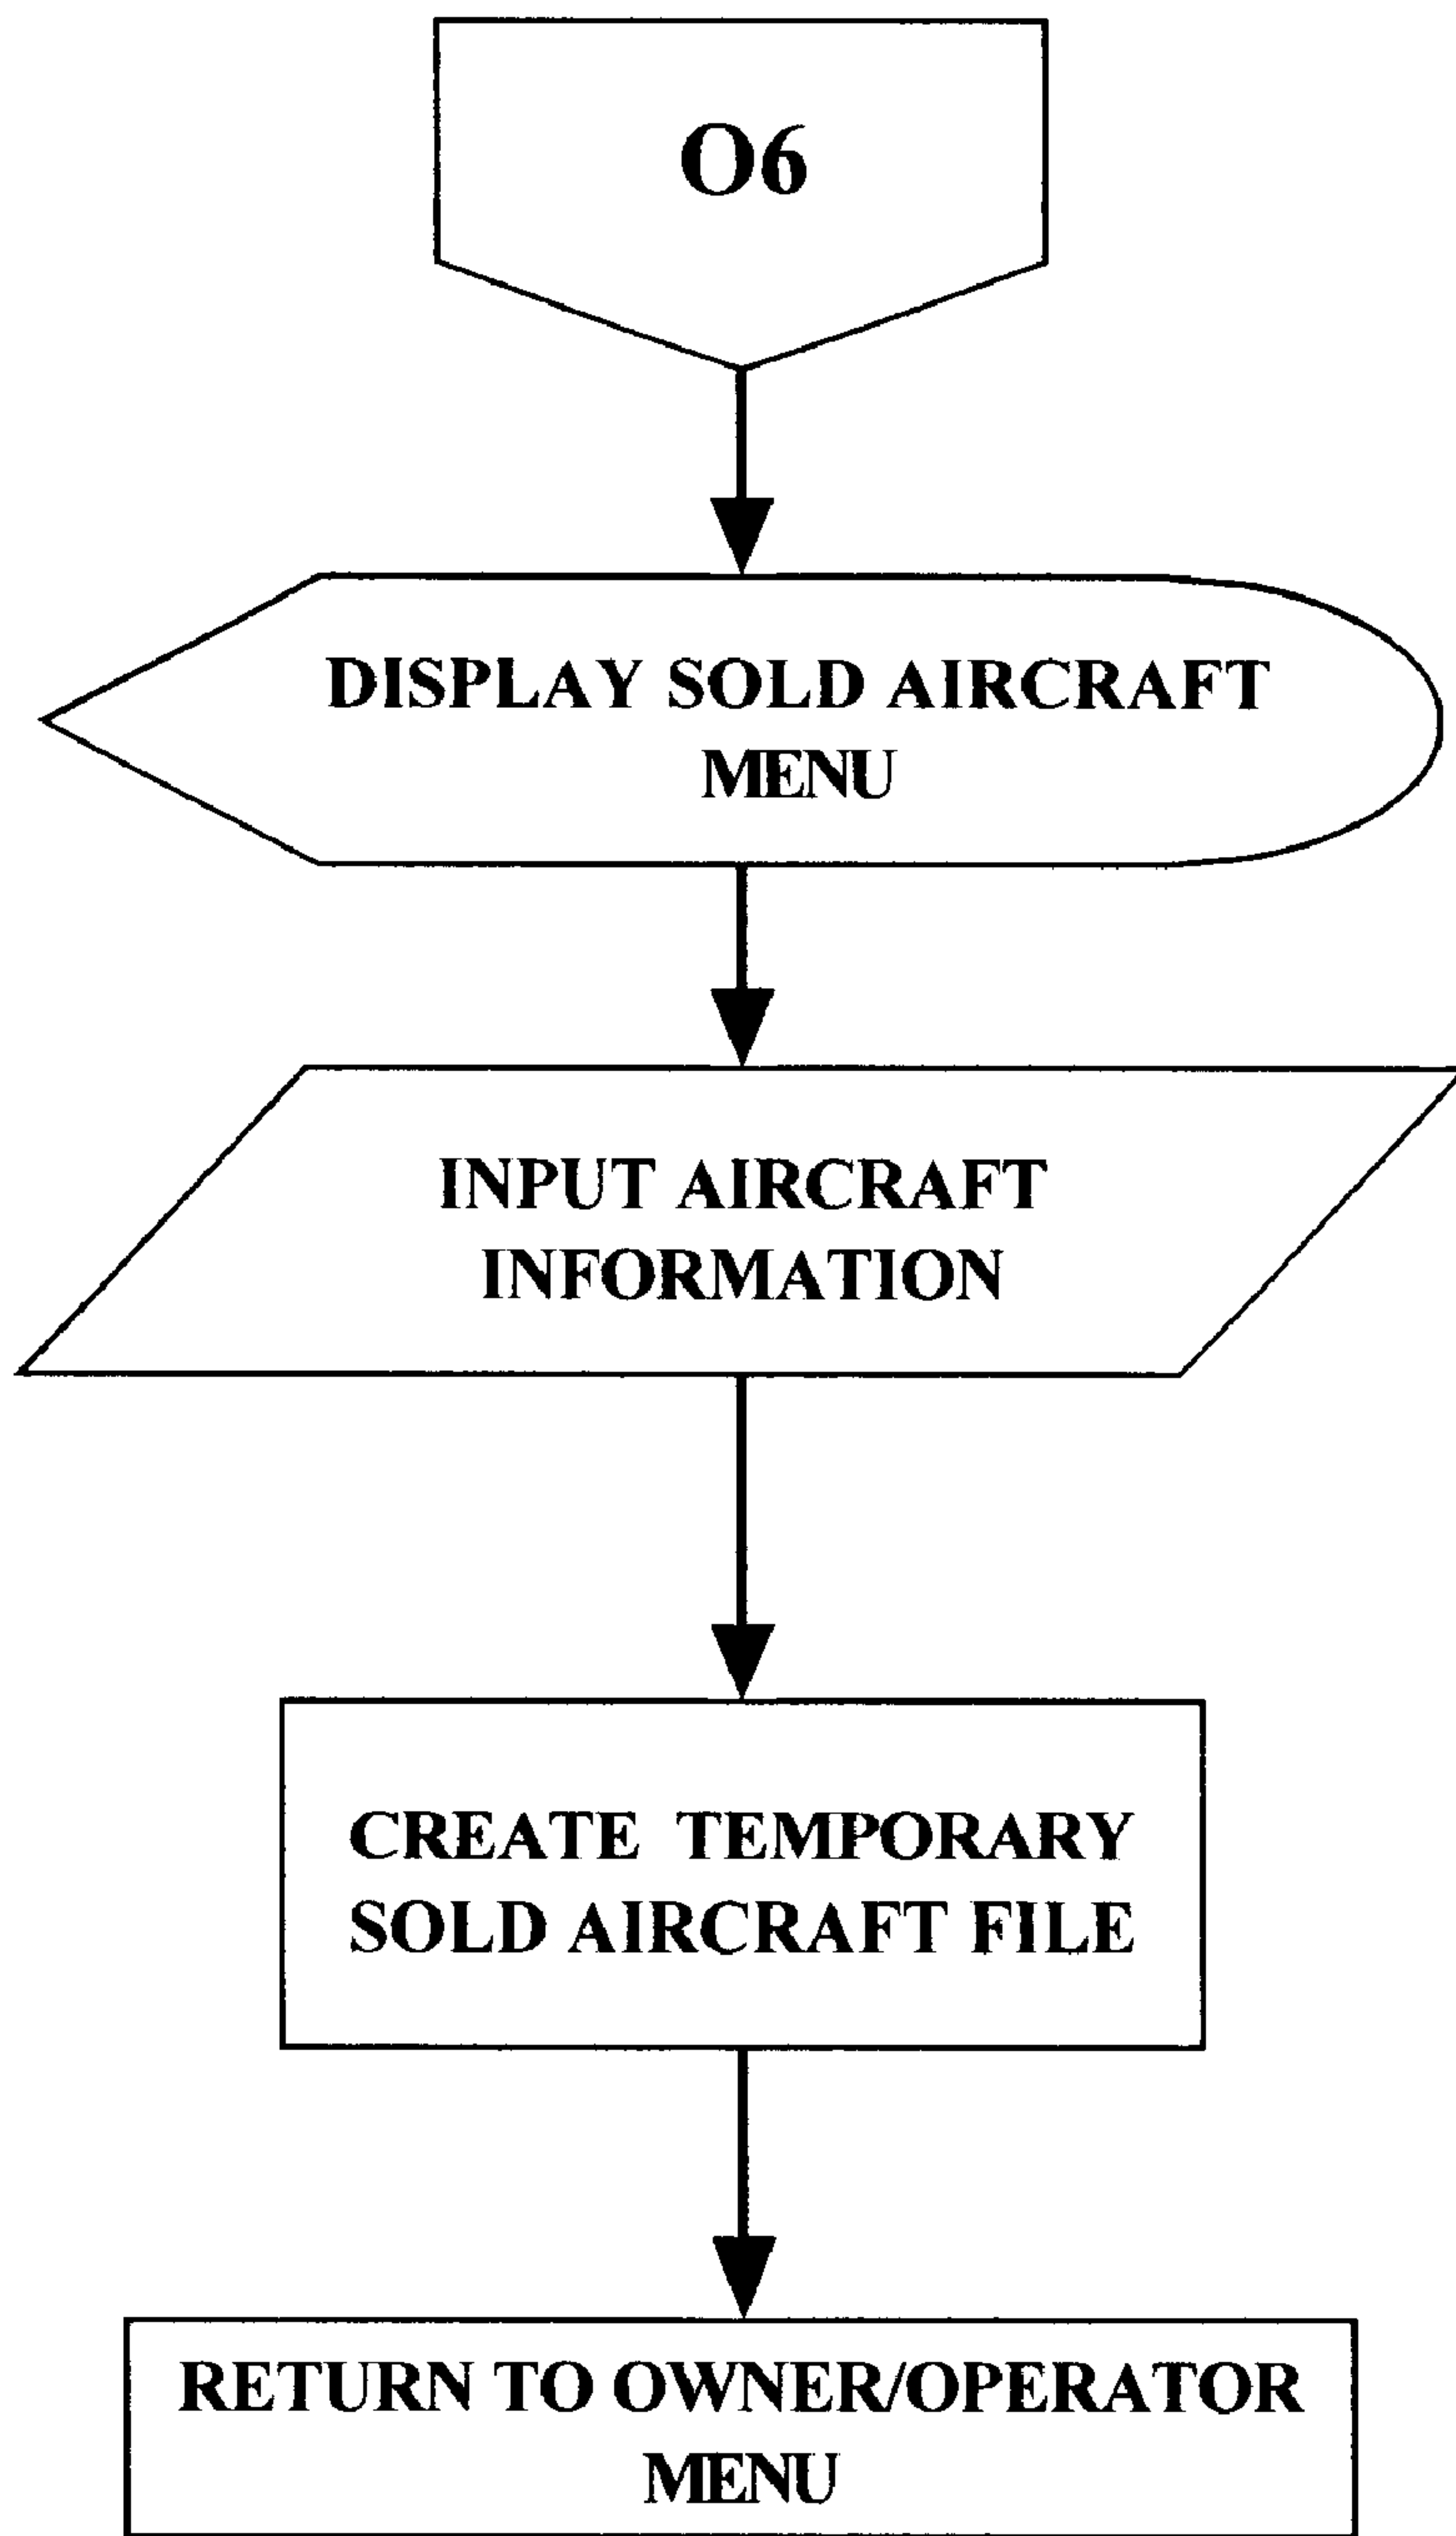 O6
DISPLAY SOLD AIRCRAFT
MENU
INPUT AIRCRAFT
INFORMATION
CREATE TEMPORARY
SOLD AIRCRAFT FILE
RETURN TO OWNER/OPERATOR
MENU